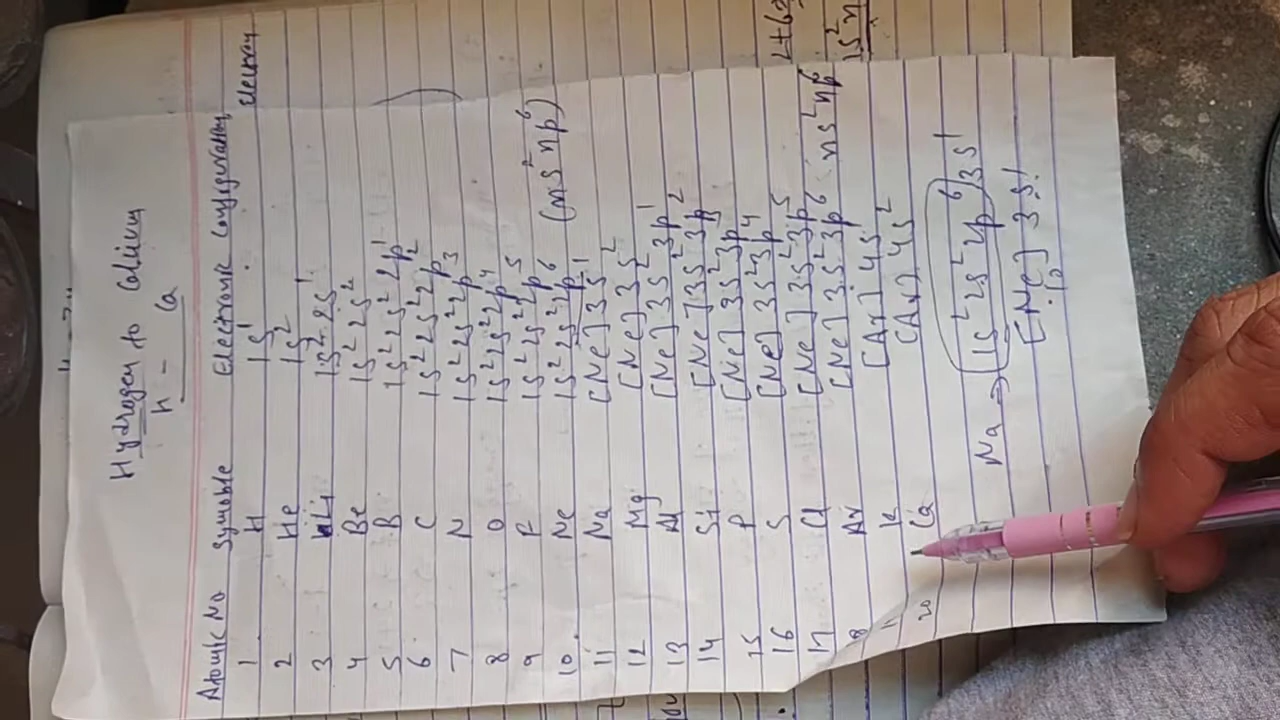 Hydrogen to Calcium
H - Ca
Atomic No Symbole Electronic Configuration
1 H 1s¹
2 He 1s²
3 Li 1s² 2s¹
4 Be 1s² 2s²
5 B 1s² 2s² 2p¹
6 C 1s² 2s² 2p²
7 N 1s² 2s² 2p³
8 O 1s² 2s² 2p⁴
9 F 1s² 2s² 2p⁵
10 Ne 1s² 2s² 2p⁶ (ns² np⁶)
11 Na [Ne] 3s¹
12 Mg [Ne] 3s²
13 Al [Ne] 3s² 3p¹
14 Si [Ne] 3s² 3p²
15 P [Ne] 3s² 3p³
16 S [Ne] 3s² 3p⁴
17 Cl [Ne] 3s² 3p⁵
8 Ar [Ne] 3s² 3p⁶ ns² np⁶
1 K [Ar] 4s¹
20 Ca [Ar] 4s²
Na ⇒ 1s² 2s² 2p⁶ 3s¹
[Ne] 3s¹
10